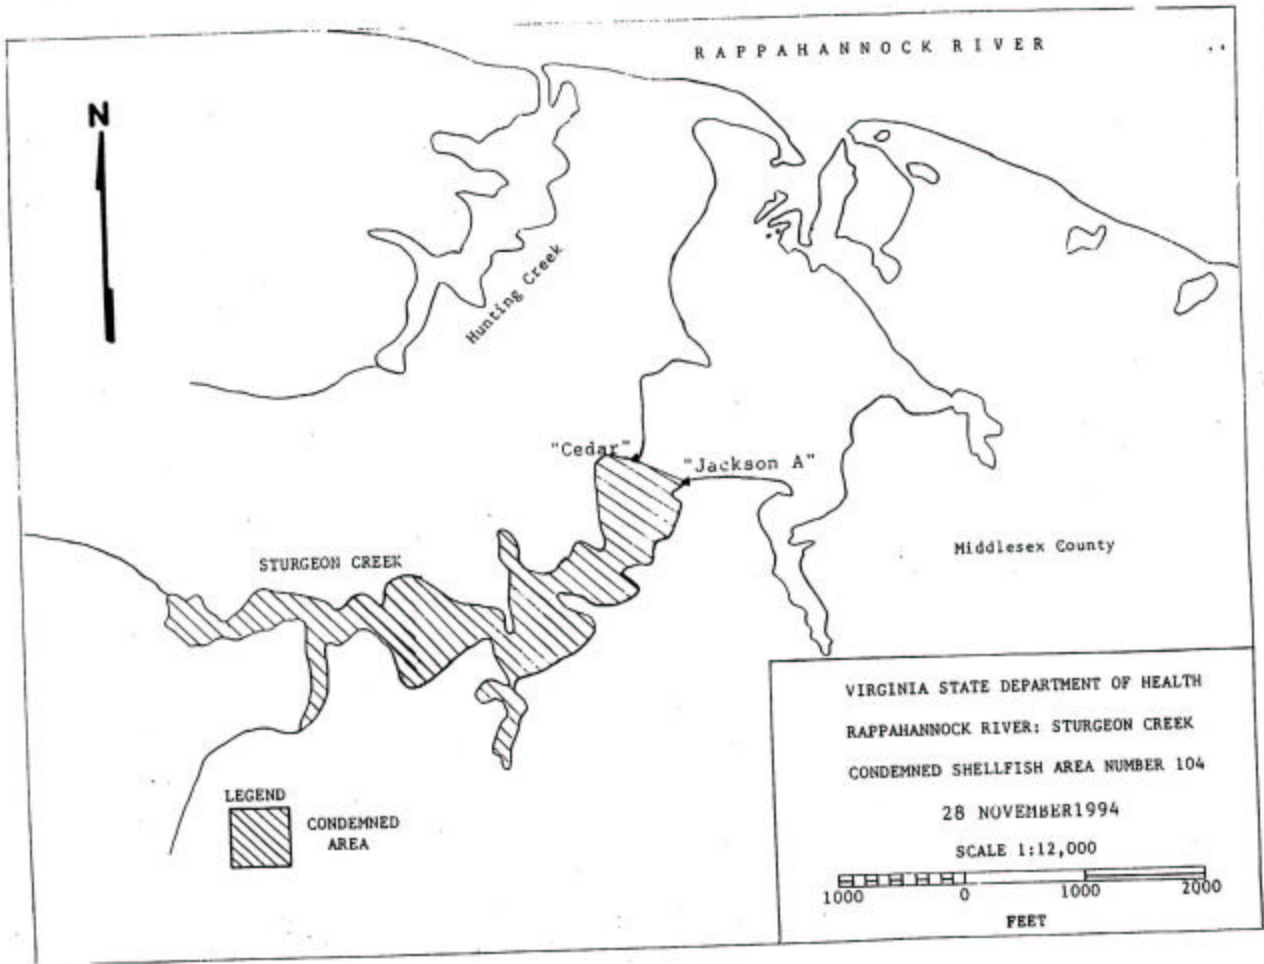 RAPPAHANNOCK RIVER
N
Hunting Creek
"Cedar"
"Jackson A"
Middlesex County
STURGEON CREEK
LEGEND
CONDEMNED
AREA
VIRGINIA STATE DEPARTMENT OF HEALTH
RAPPAHANNOCK RIVER: STURGEON CREEK
CONDEMNED SHELLFISH AREA NUMBER 104
28 NOVEMBER1994
SCALE 1:12,000
1000 0 1000 2000
FEET